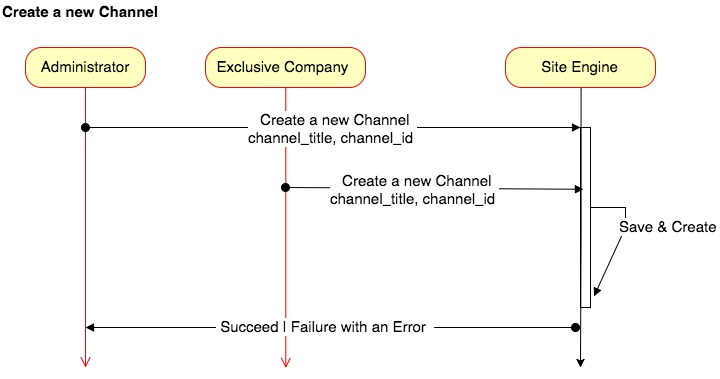 Create a new Channel
Administrator
Exclusive Company
Site Engine
Create a new Channel
channel_title, channel_id
Create a new Channel
channel_title, channel_id
Save & Create
Succeed | Failure with an Error